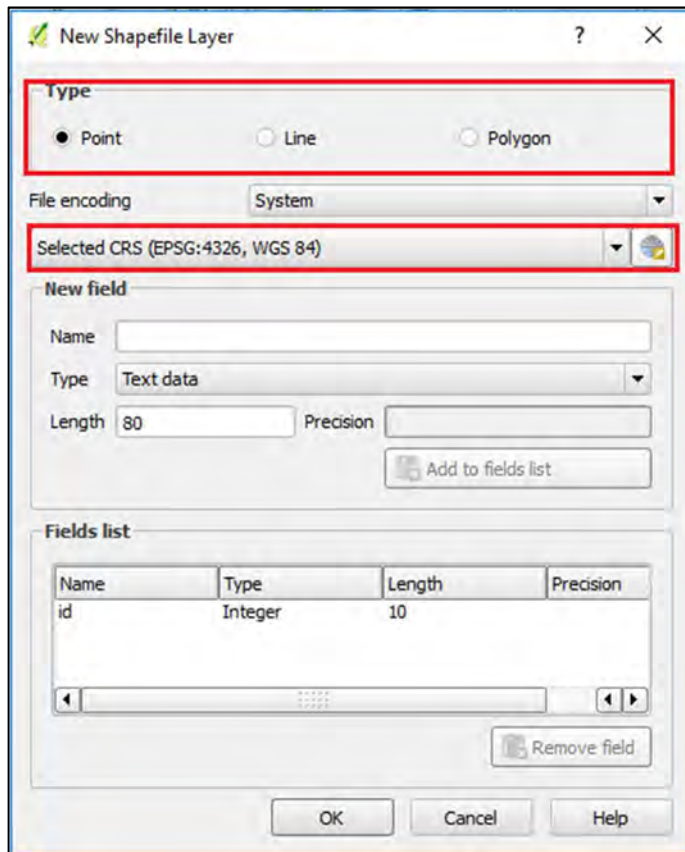 New Shapefile Layer ?
Type
Point Line Polygon
File encoding System
Selected CRS (EPSG:4326, WGS 84)
New field
Name
Type Text data
Length 80 Precision
Add to fields list
Fields list
Name Type Length Precision
id Integer 10
Remove field
OK Cancel Help